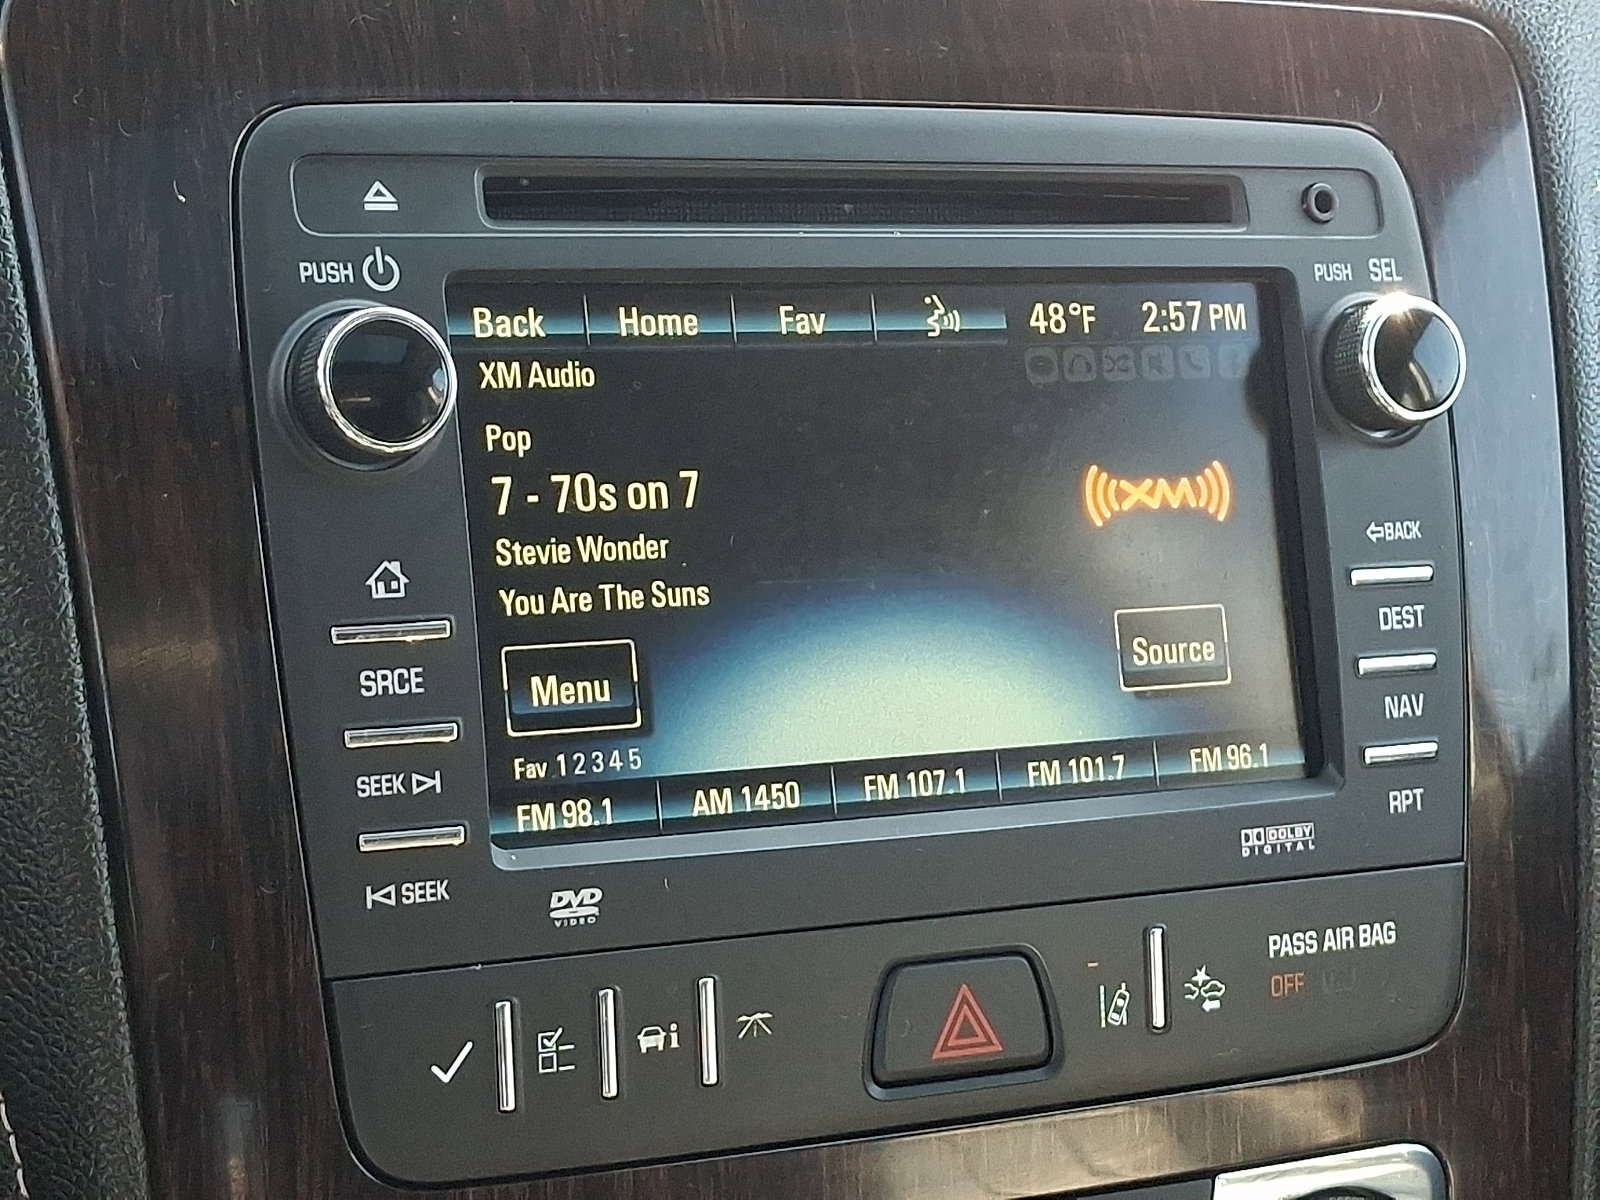 PUSH
PUSH SEL
Back Home Fav 48°F 2:57 PM
XM Audio
Pop
7 - 70s on 7
XM
Stevie Wonder
You Are The Suns
Menu
Source
Fav 1 2 3 4 5
FM 98.1 AM 1450 FM 107.1 FM 101.7 FM 96.1
SRCE
SEEK
SEEK
BACK
DEST
NAV
RPT
DVD
VIDEO
DOLBY
DIGITAL
i
PASS AIR BAG
OFF